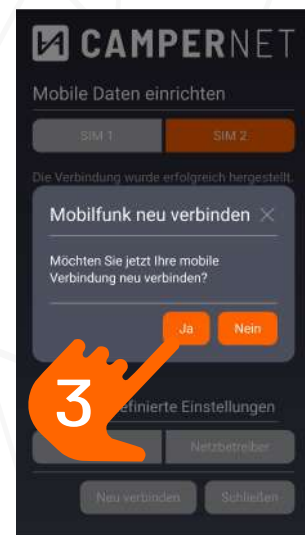 CAMPERNET
Mobile Daten einrichten
SIM 1 SIM 2
Die Verbindung wurde erfolgreich hergestellt.
Mobilfunk neu verbinden ×
Möchten Sie jetzt Ihre mobile
Verbindung neu verbinden?
Ja Nein
3
Einstellungen
Netzbetreiber
Neu verbinden Schließen